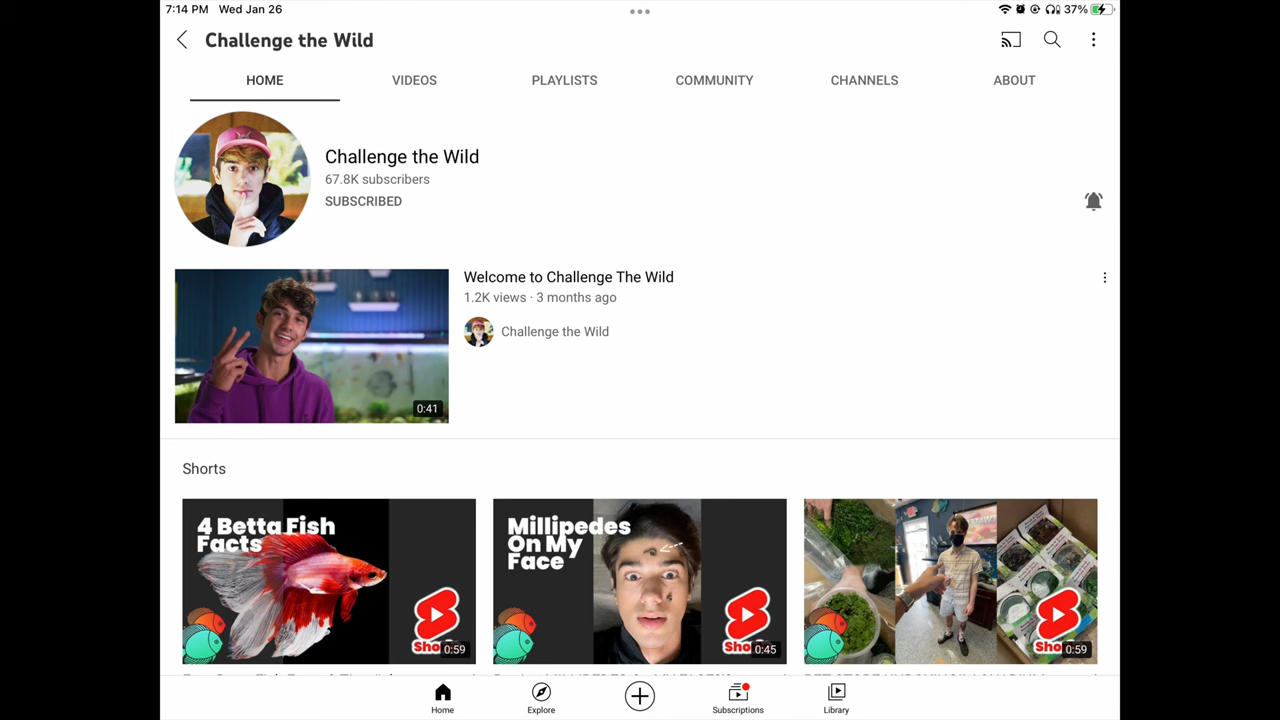 7:14 PM Wed Jan 26
37%
Challenge the Wild
HOME
VIDEOS
PLAYLISTS
COMMUNITY
CHANNELS
ABOUT
Challenge the Wild
67.8K subscribers
SUBSCRIBED
Welcome to Challenge The Wild
1.2K views · 3 months ago
Challenge the Wild
0:41
Shorts
4 Betta Fish
Facts
Sho
0:59
Millipedes
On My
Face
Sho
0:45
Sho
0:59
Home
Explore
Subscriptions
Library